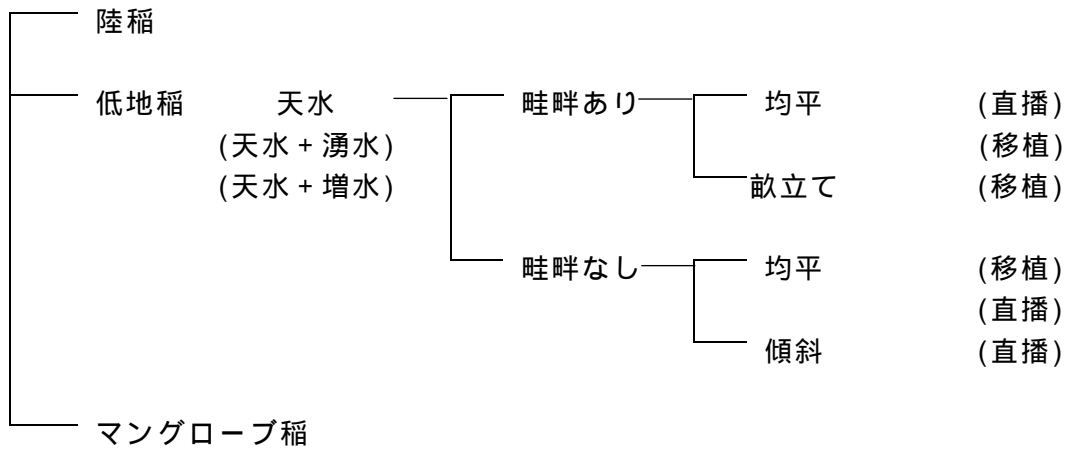 陸稲
低地稲 天水 畦畔あり 均平 (直播)
(天水+湧水) (移植)
(天水+増水) 畝立て (移植)
畦畔なし 均平 (移植)
(直播)
傾斜 (直播)
マングローブ稲